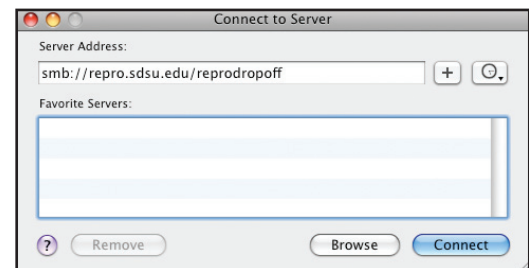 Connect to Server
Server Address:
smb://repro.sdsu.edu/reprodropoff
+
Favorite Servers:
? Remove Browse Connect